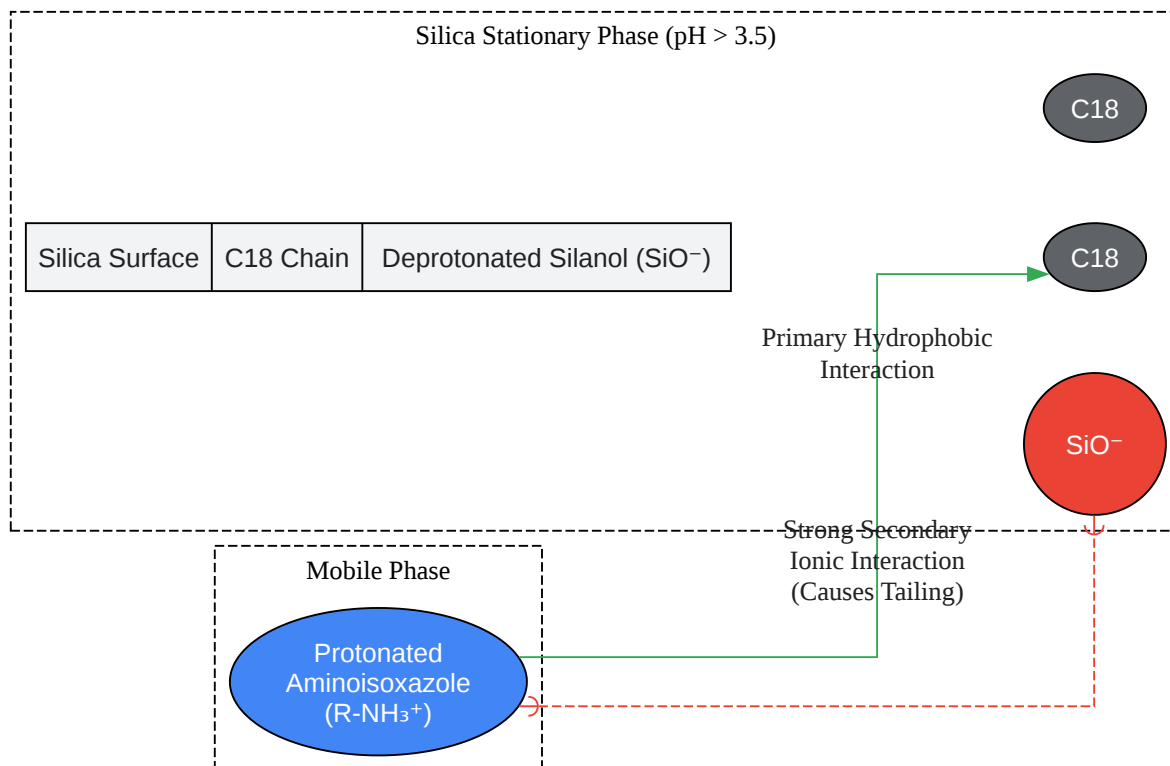 Silica Stationary Phase (pH > 3.5)
C18
Silica Surface
C18 Chain
Deprotonated Silanol (SiO⁻)
C18
Primary Hydrophobic
Interaction
SiO⁻
Strong Secondary
Ionic Interaction
(Causes Tailing)
Mobile Phase
Protonated
Aminoisoxazole
(R-NH₃⁺)